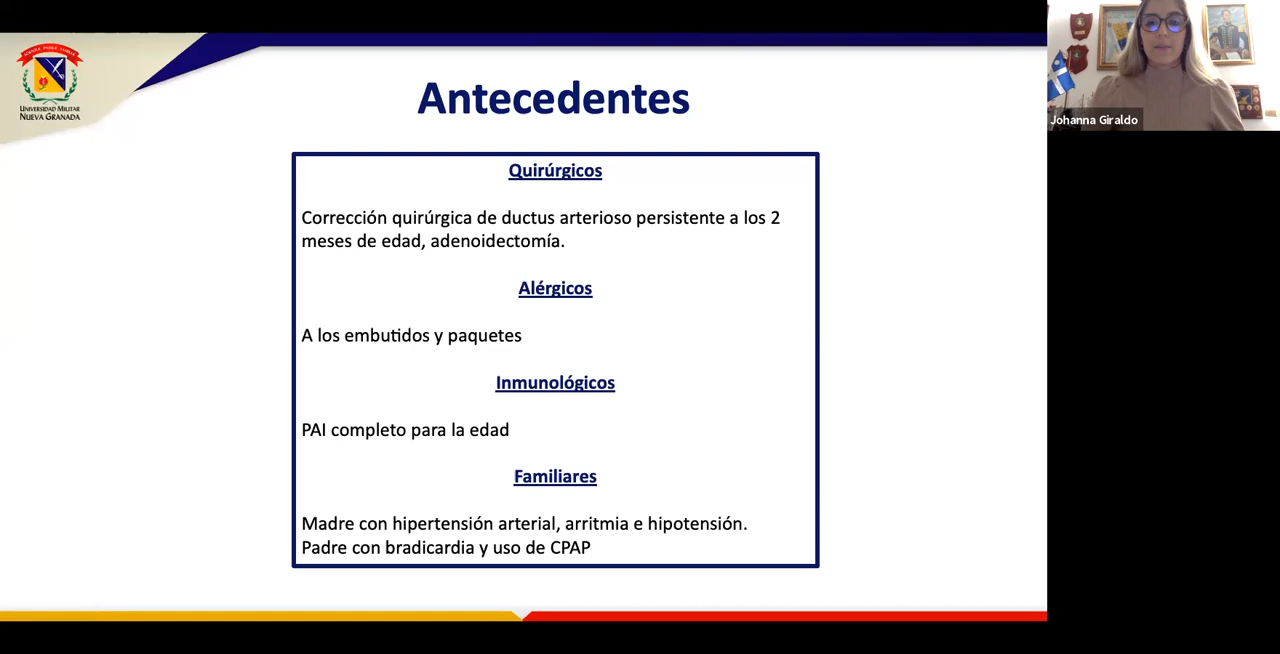 UNIVERSIDAD MILITAR
NUEVA GRANADA
Antecedentes
Quirúrgicos
Corrección quirúrgica de ductus arterioso persistente a los 2
meses de edad, adenoidectomía.
Alérgicos
A los embutidos y paquetes
Inmunológicos
PAI completo para la edad
Familiares
Madre con hipertensión arterial, arritmia e hipotensión.
Padre con bradicardia y uso de CPAP
Johanna Giraldo